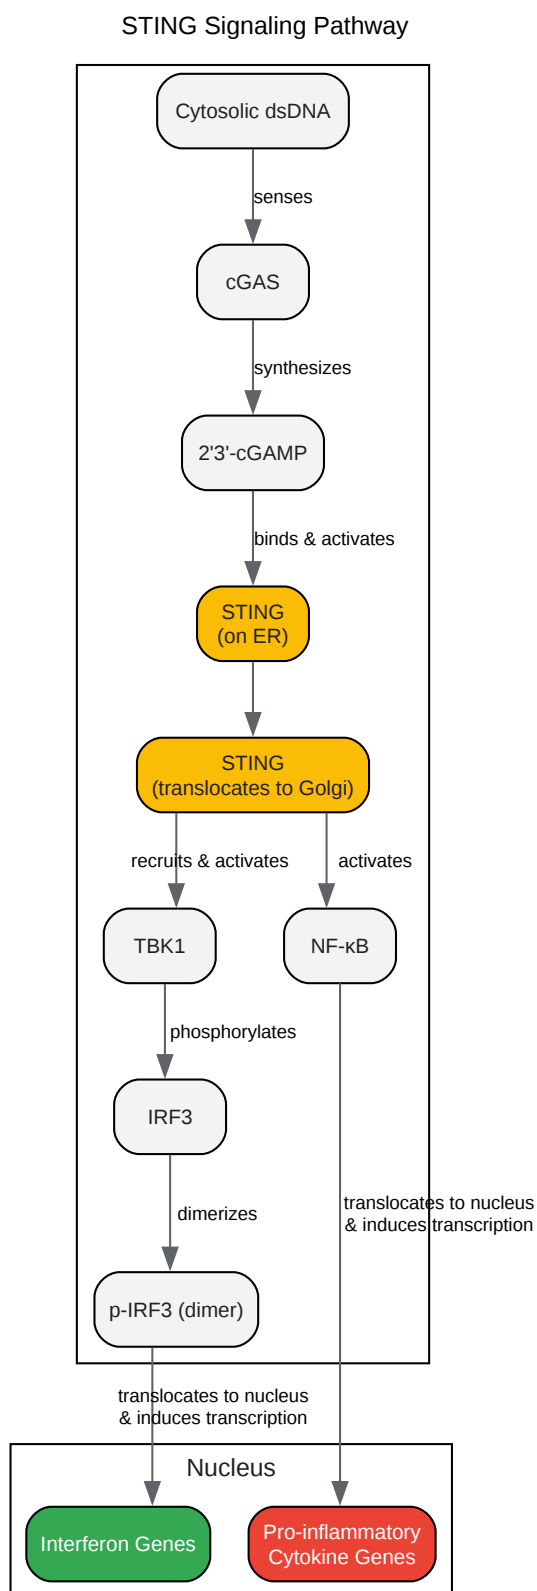 STING Signaling Pathway
Cytosolic dsDNA
senses
cGAS
synthesizes
2'3'-cGAMP
binds & activates
STING
(on ER)
STING
(translocates to Golgi)
recruits & activates
activates
TBK1
NF-κB
phosphorylates
IRF3
dimerizes
translocates to nucleus
& induces transcription
p-IRF3 (dimer)
translocates to nucleus
& induces transcription
Nucleus
Interferon Genes
Pro-inflammatory
Cytokine Genes